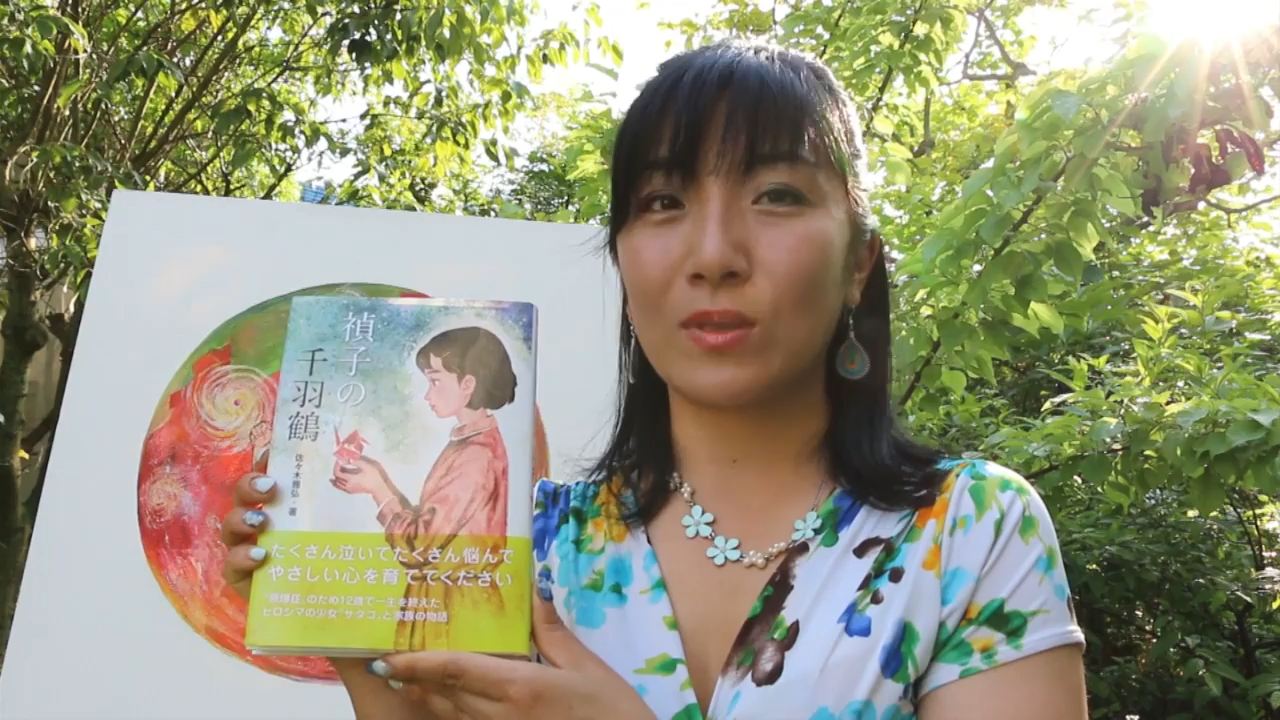 禎子の
千羽鶴
佐々木雅弘・著
たくさん泣いてたくさん悩んで
やさしい心を育ててください
「原爆症」のため12歳で一生を終えた
ヒロシマの少女“サダコ”と家族の物語